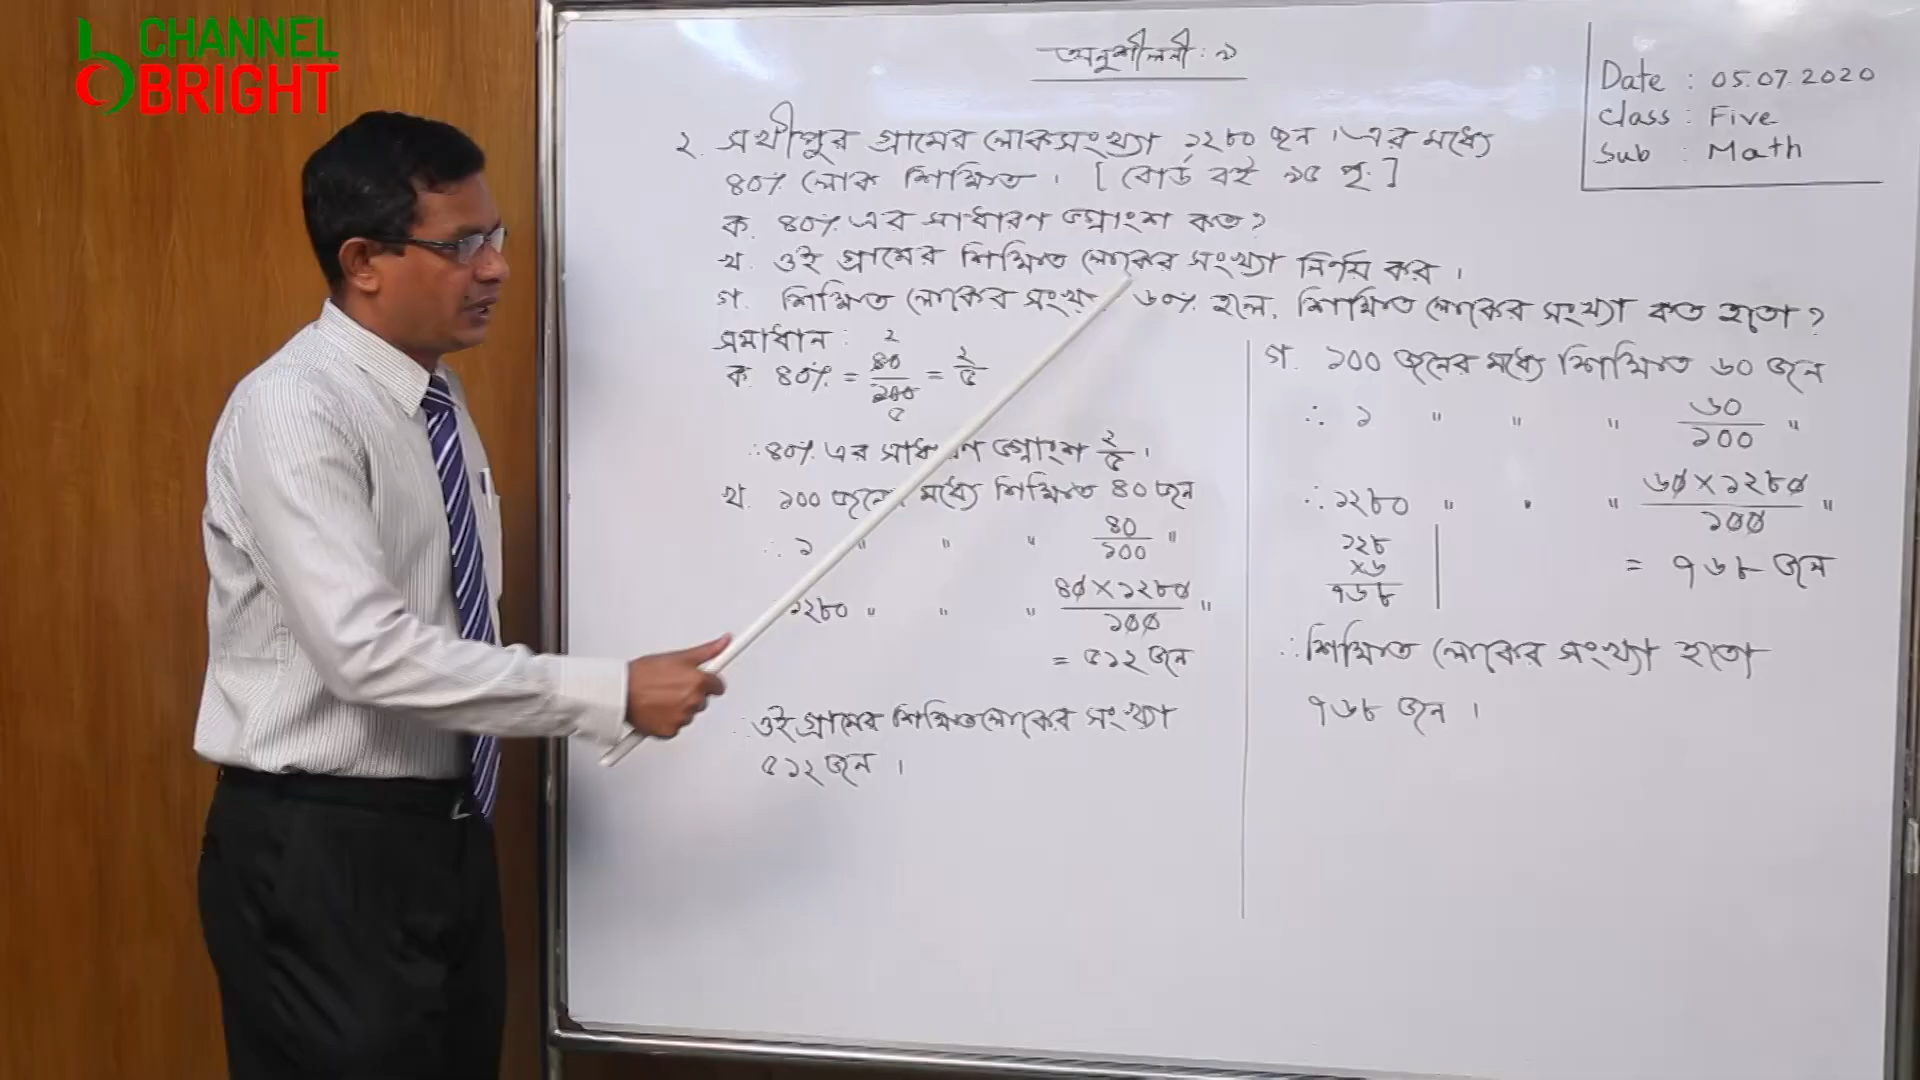 CHANNEL
BRIGHT
অনুশীলনী : ৯
Date : 05.07.2020
Class : Five
Sub : Math
২. সখীপুর গ্রামের লোকসংখ্যা ১২৮০ জন । এর মধ্যে
৪০% লোক শিক্ষিত । [ বোর্ড বই ৯৫ পৃ. ]
ক. ৪০% এর সাধারণ ভগ্নাংশ কত?
খ. ওই গ্রামের শিক্ষিত লোকের সংখ্যা নির্ণয় কর ।
গ. শিক্ষিত লোকের সংখ্যা ৬০% হলে, শিক্ষিত লোকের সংখ্যা কত হতো ?
সমাধান :
২
ক. ৪০% = ৪০/১০০ = ২/৫
৫
∴ ৪০% এর সাধারণ ভগ্নাংশ ২/৫ ।
খ. ১০০ জনের মধ্যে শিক্ষিত ৪০ জন
∴ ১ " " " ৪০/১০০ "
১২৮০ " " " ৪০×১২৮০/১০০ "
= ৫১২ জন
∴ ওই গ্রামের শিক্ষিত লোকের সংখ্যা
৫১২ জন ।
গ. ১০০ জনের মধ্যে শিক্ষিত ৬০ জন
∴ ১ " " " ৬০/১০০ "
∴ ১২৮০ " " " ৬০×১২৮০/১০০ "
= ৭৬৮ জন
১২৮
×৬
৭৬৮
∴ শিক্ষিত লোকের সংখ্যা হতো
৭৬৮ জন ।